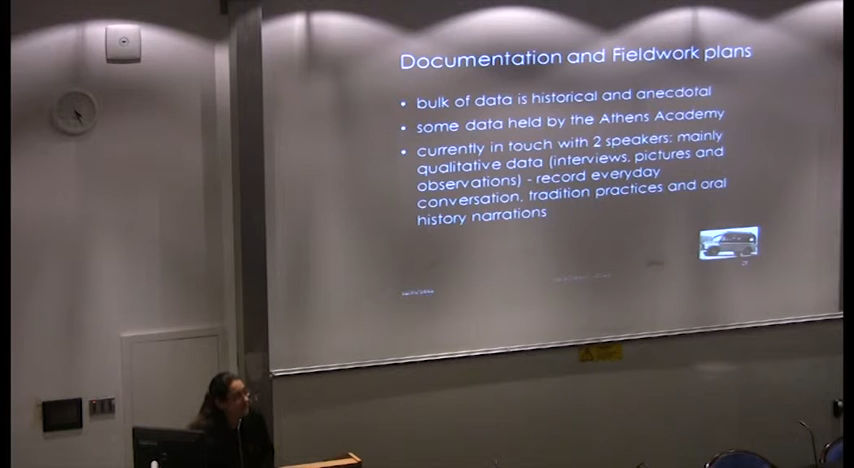 Documentation and Fieldwork plans
• bulk of data is historical and anecdotal
• some data held by the Athens Academy
• currently in touch with 2 speakers: mainly
qualitative data (interviews, pictures and
observations) - record everyday
conversation, tradition practices and oral
history narrations